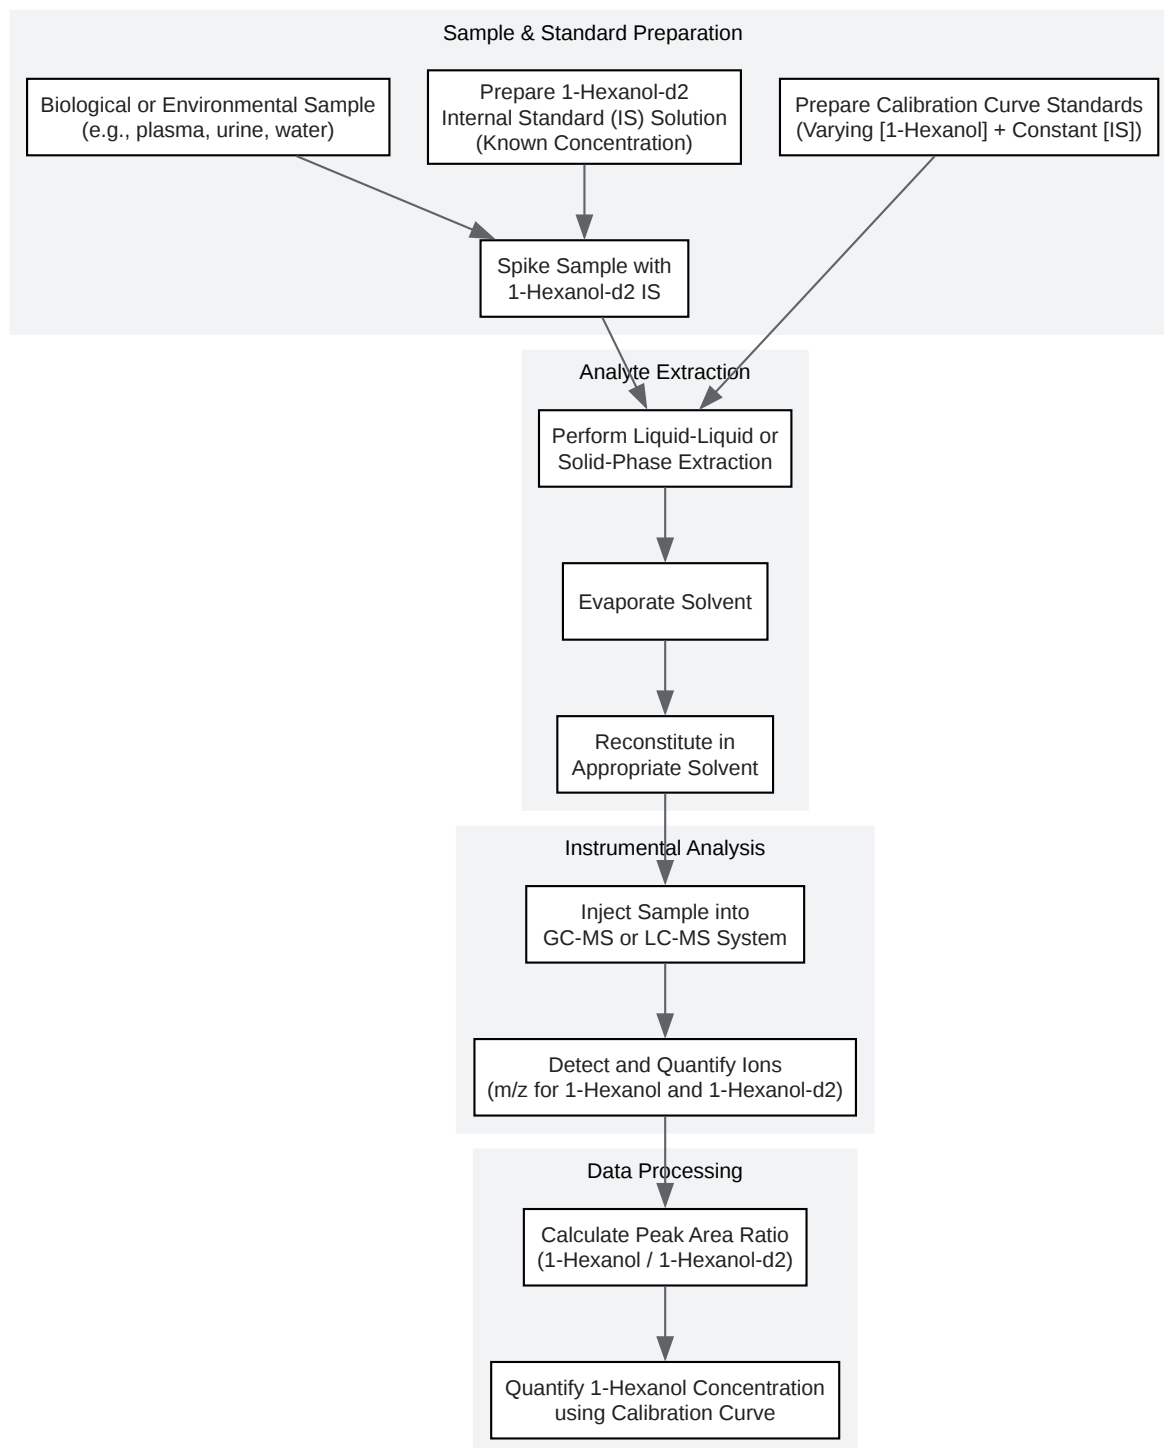 Sample & Standard Preparation
Biological or Environmental Sample
(e.g., plasma, urine, water)
Prepare 1-Hexanol-d2
Internal Standard (IS) Solution
(Known Concentration)
Prepare Calibration Curve Standards
(Varying [1-Hexanol] + Constant [IS])
Spike Sample with
1-Hexanol-d2 IS
Analyte Extraction
Perform Liquid-Liquid or
Solid-Phase Extraction
Evaporate Solvent
Reconstitute in
Appropriate Solvent
Instrumental Analysis
Inject Sample into
GC-MS or LC-MS System
Detect and Quantify Ions
(m/z for 1-Hexanol and 1-Hexanol-d2)
Data Processing
Calculate Peak Area Ratio
(1-Hexanol / 1-Hexanol-d2)
Quantify 1-Hexanol Concentration
using Calibration Curve